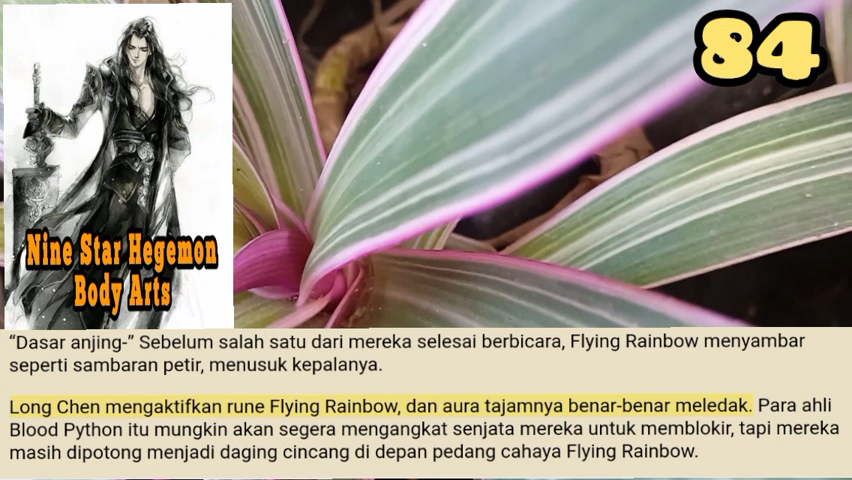 84
Nine Star Hegemon
Body Arts
“Dasar anjing-” Sebelum salah satu dari mereka selesai berbicara, Flying Rainbow menyambar
seperti sambaran petir, menusuk kepalanya.
Long Chen mengaktifkan rune Flying Rainbow, dan aura tajamnya benar-benar meledak. Para ahli
Blood Python itu mungkin akan segera mengangkat senjata mereka untuk memblokir, tapi mereka
masih dipotong menjadi daging cincang di depan pedang cahaya Flying Rainbow.